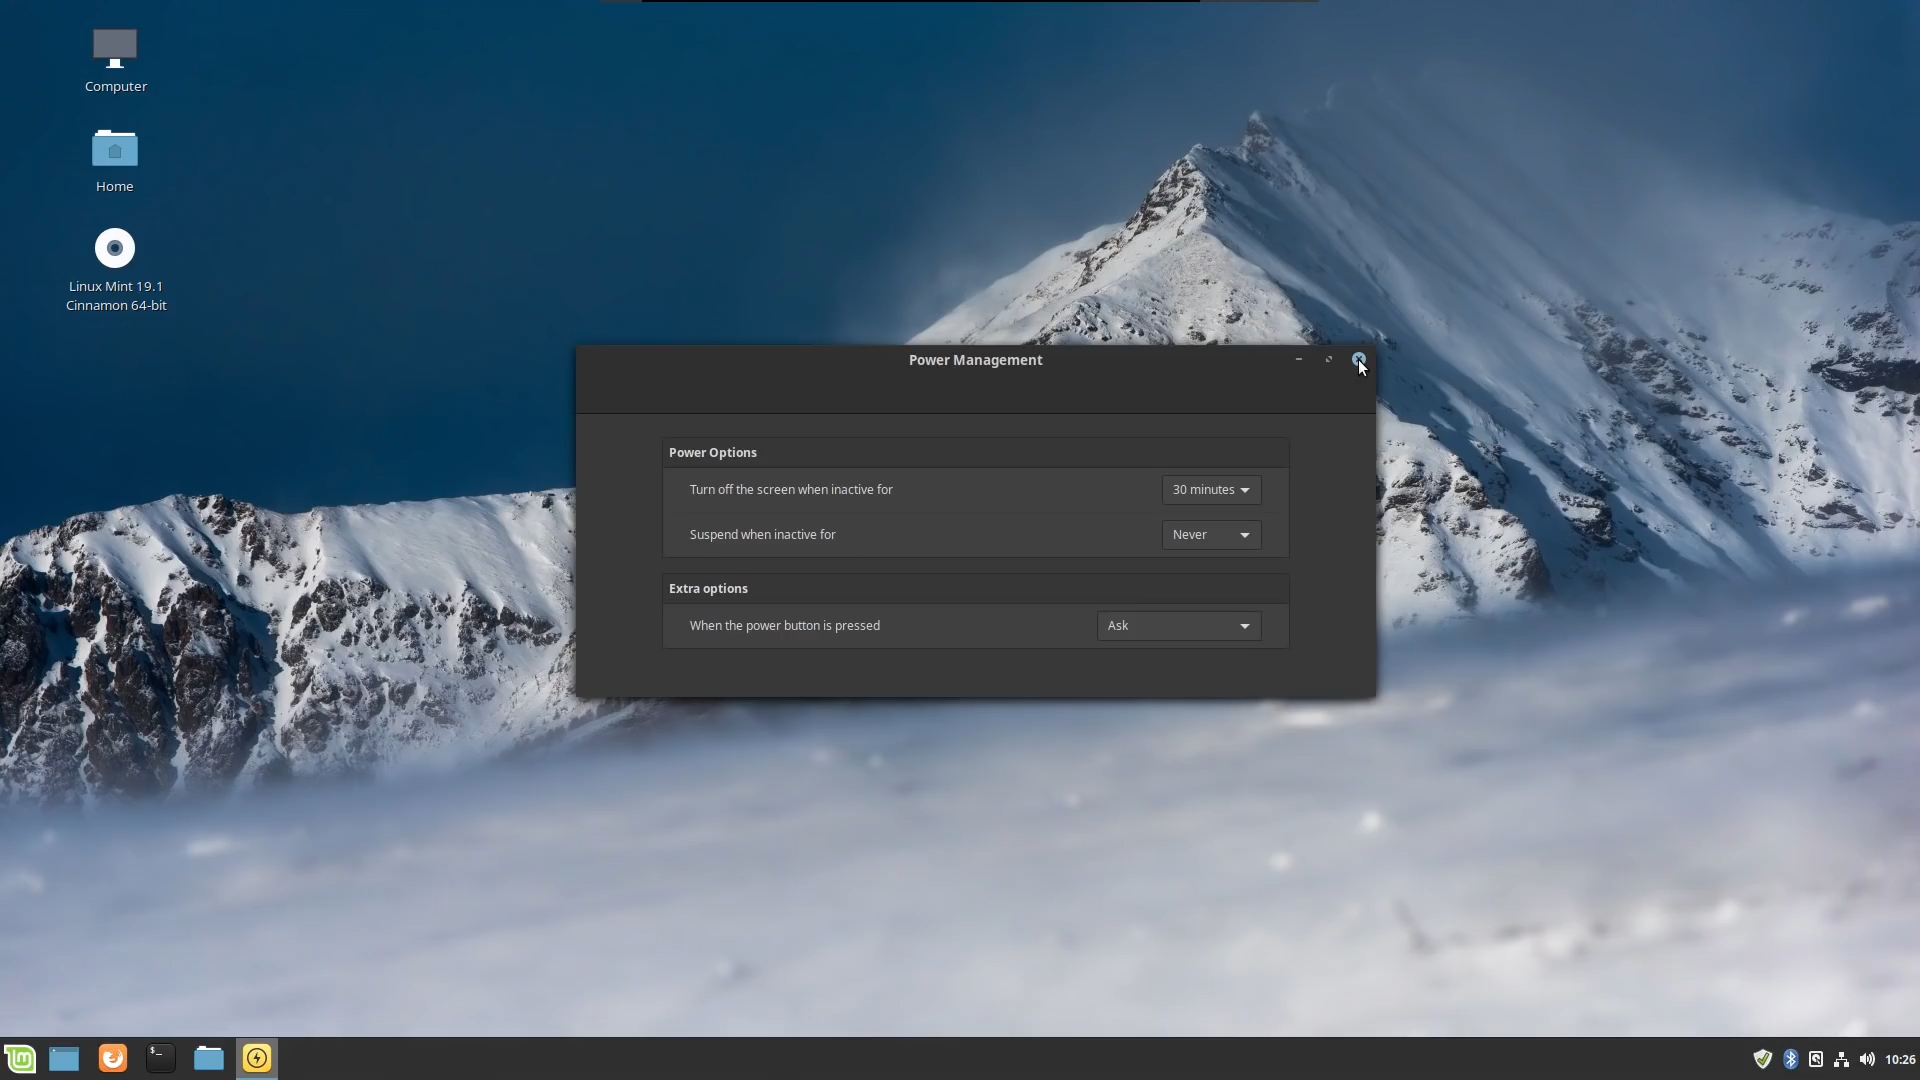 Computer
Home
Linux Mint 19.1
Cinnamon 64-bit
Power Management
Power Options
Turn off the screen when inactive for
30 minutes
Suspend when inactive for
Never
Extra options
When the power button is pressed
Ask
$_
10:26